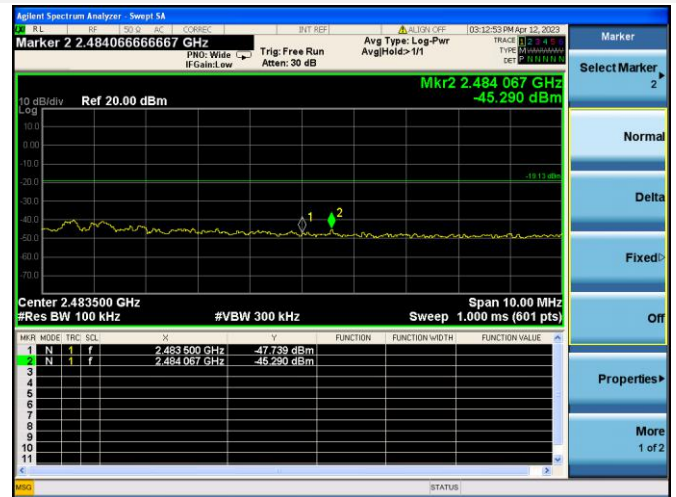 Agilent Spectrum Analyzer - Swept SA
RL RF 50 Ω AC CORREC INT REF ALIGN OFF 03:12:53 PM Apr 12, 2023
Marker 2 2.484066666667 GHz
PNO: Wide
IFGain:Low
Trig: Free Run
Atten: 30 dB
Avg Type: Log-Pwr
Avg|Hold>1/1
TRACE 1 2 3 4 5 6
TYPE
DET P N N N N N
Mkr2 2.484 067 GHz
-45.290 dBm
10 dB/div Ref 20.00 dBm
Log
10.0
0.00
-10.0
-19.13 dBm
-20.0
-30.0
-40.0
1 2
-50.0
-60.0
-70.0
Center 2.483500 GHz Span 10.00 MHz
#Res BW 100 kHz #VBW 300 kHz Sweep 1.000 ms (601 pts)
MKR MODE TRC SCL X Y FUNCTION FUNCTION WIDTH FUNCTION VALUE
1 N 1 f 2.483 500 GHz -47.739 dBm
2 N 1 f 2.484 067 GHz -45.290 dBm
3
4
5
6
7
8
9
10
11
MSG STATUS
Marker
Select Marker
2
Normal
Delta
Fixed
Off
Properties
More
1 of 2